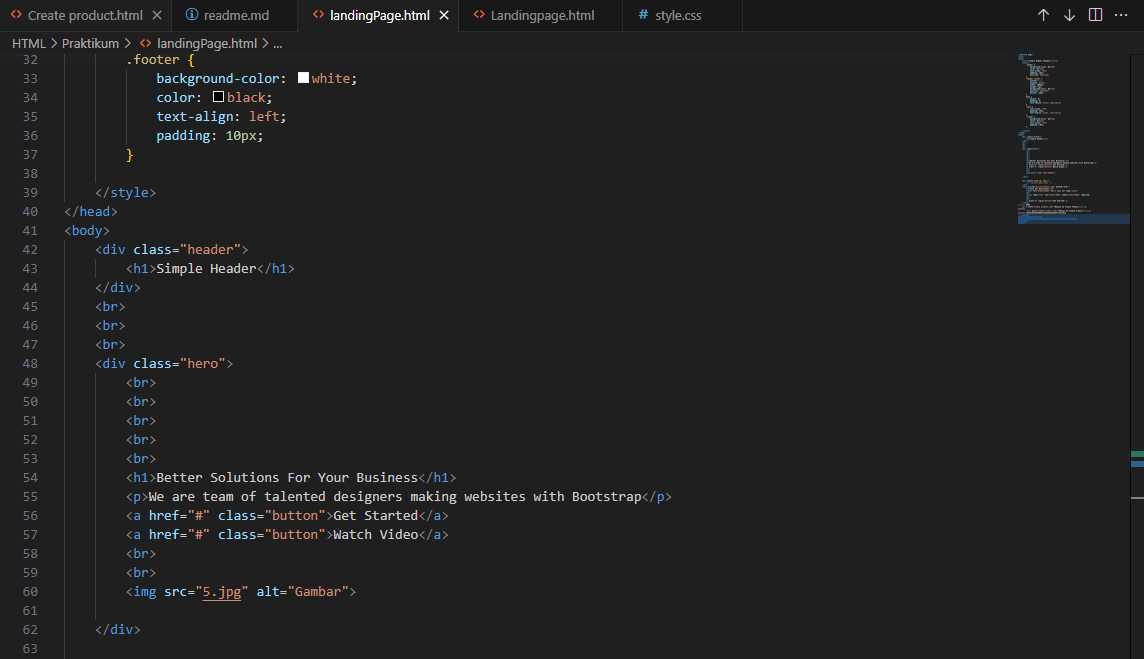 Create product.html
readme.md
landingPage.html
Landingpage.html
# style.css
HTML > Praktikum > landingPage.html > ...
32 .footer {
33 background-color: white;
34 color: black;
35 text-align: left;
36 padding: 10px;
37 }
38
39 </style>
40 </head>
41 <body>
42 <div class="header">
43 <h1>Simple Header</h1>
44 </div>
45 <br>
46 <br>
47 <br>
48 <div class="hero">
49 <br>
50 <br>
51 <br>
52 <br>
53 <br>
54 <h1>Better Solutions For Your Business</h1>
55 <p>We are team of talented designers making websites with Bootstrap</p>
56 <a href="#" class="button">Get Started</a>
57 <a href="#" class="button">Watch Video</a>
58 <br>
59 <br>
60 <img src="5.jpg" alt="Gambar">
61
62 </div>
63